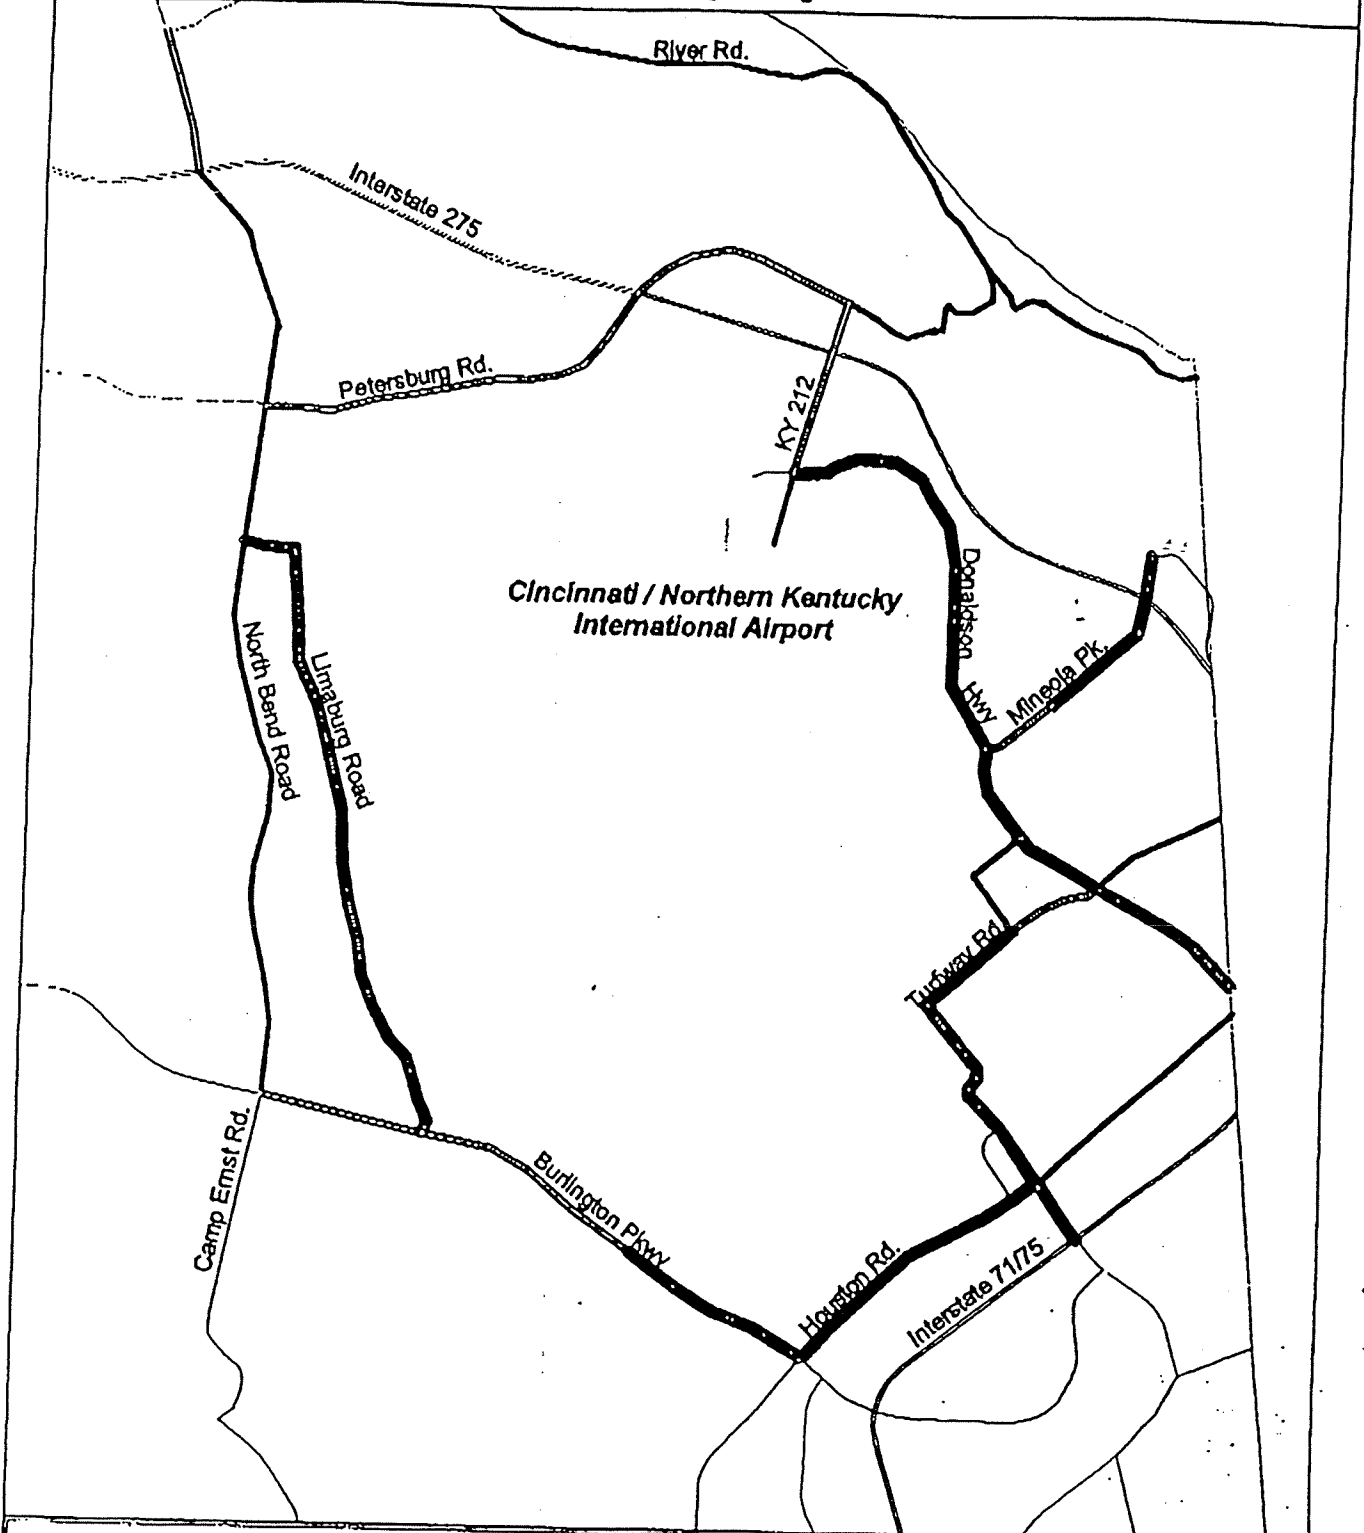 River Rd.
Interstate 275
Petersburg Rd.
KY 212
Cincinnati / Northern Kentucky
International Airport
Donaldson
Hwy
Mineola Pk.
North Bend Road
Limaburg Road
Turfway Rd.
Camp Ernst Rd.
Burlington Pkwy
Houston Rd.
Interstate 71/75